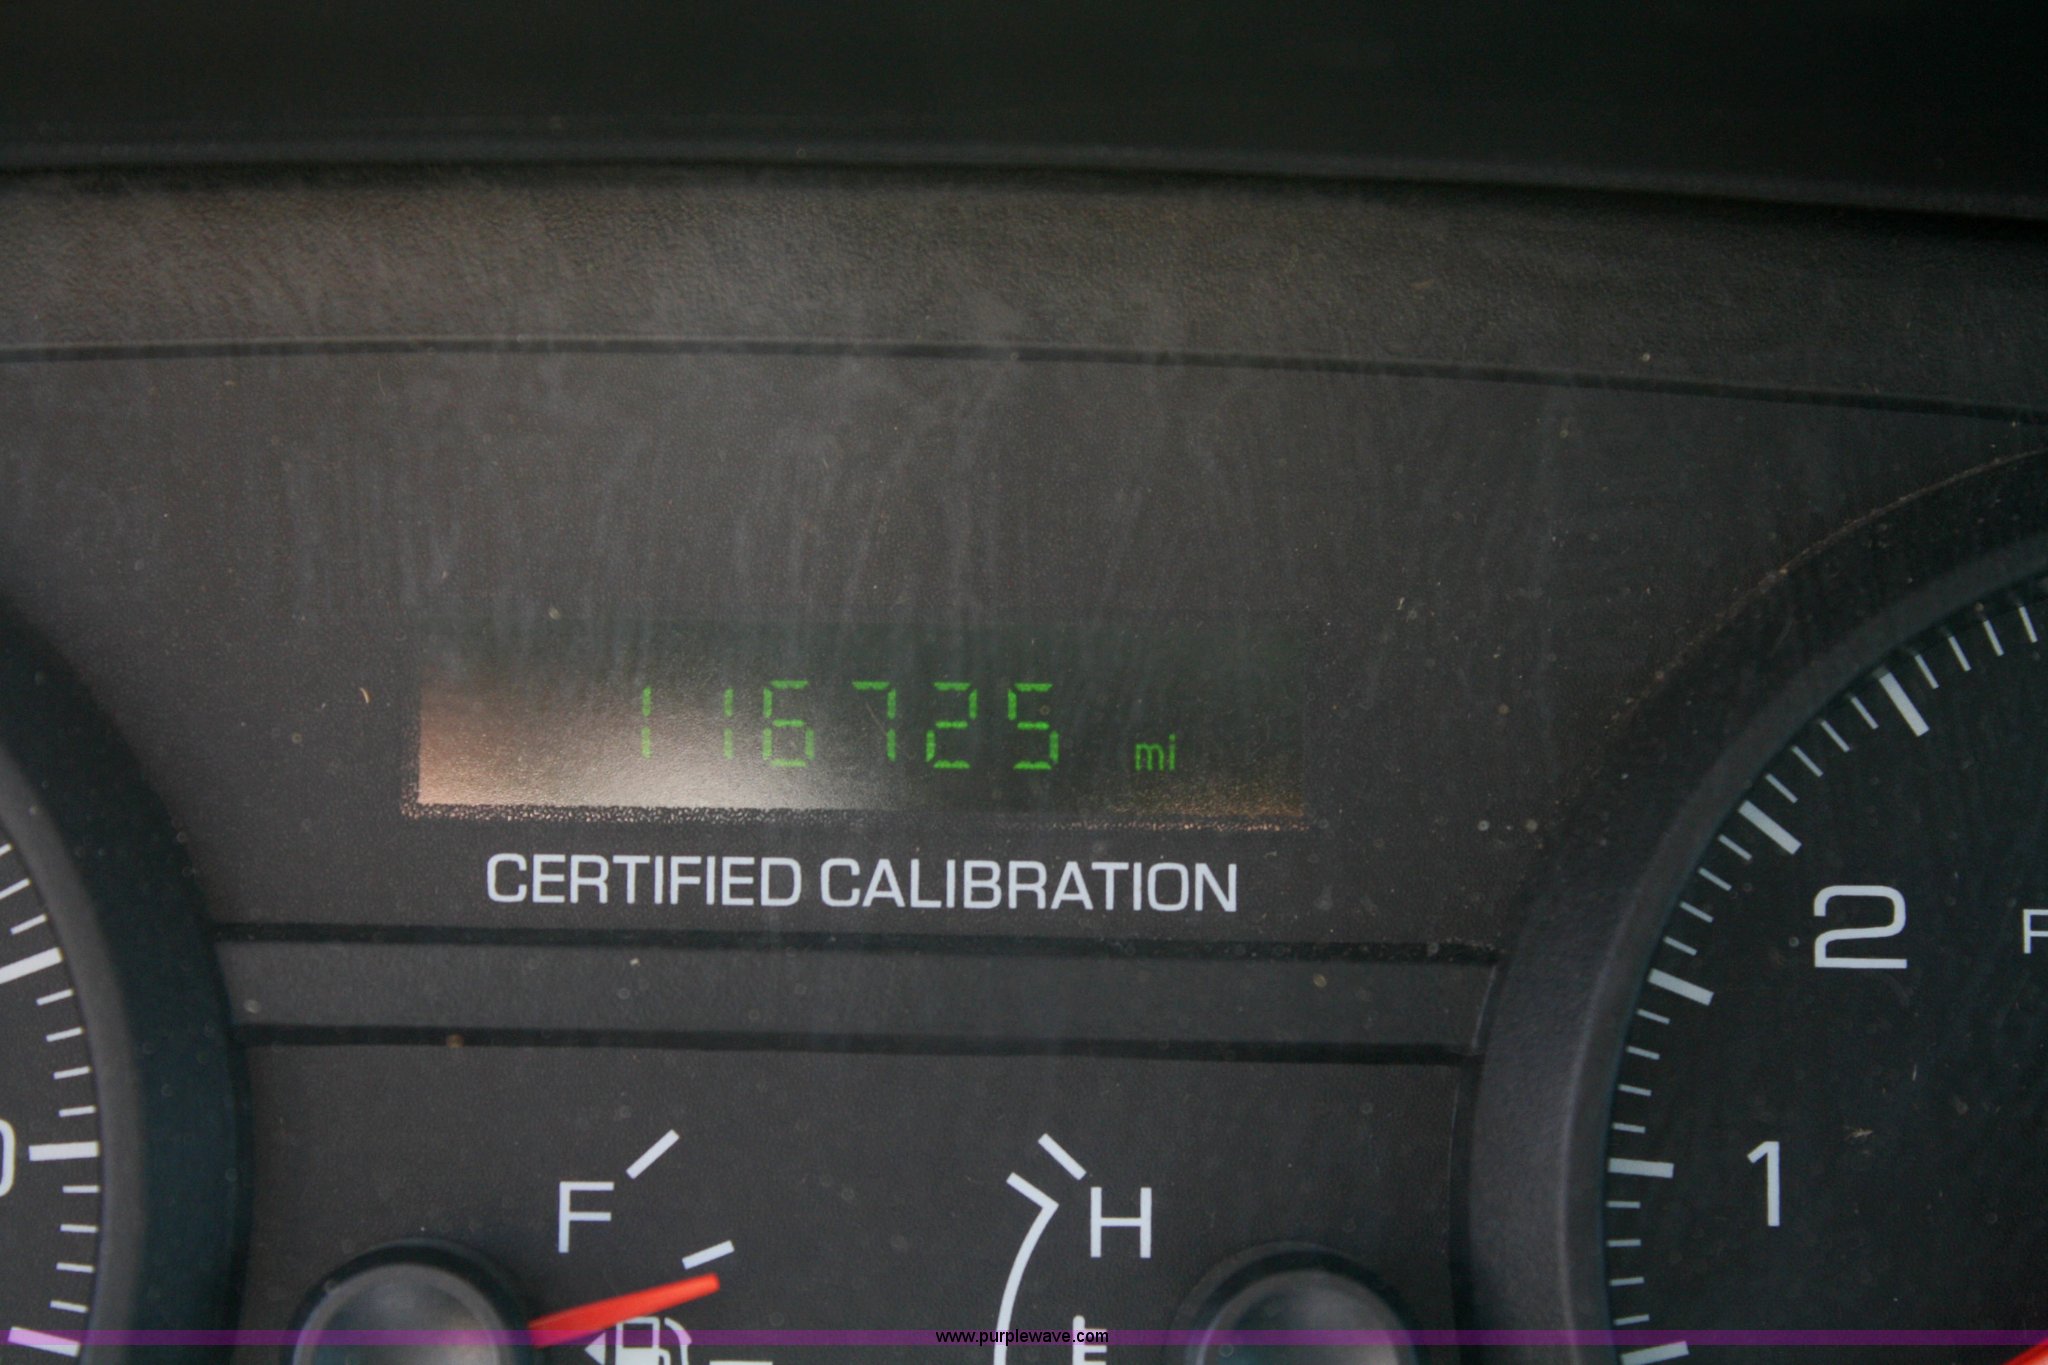 116725 mi
CERTIFIED CALIBRATION
2
1
F
H
www.purplewave.com